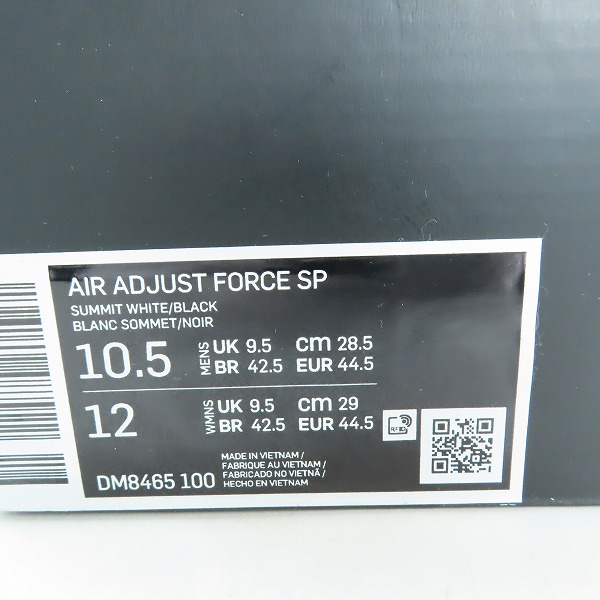 AIR ADJUST FORCE SP
SUMMIT WHITE/BLACK
BLANC SOMMET/NOIR
10.5 MENS UK 9.5 cm 28.5
BR 42.5 EUR 44.5
12 WMNS UK 9.5 cm 29
BR 42.5 EUR 44.5
RFID
MADE IN VIETNAM /
FABRIQUE AU VIETNAM /
FABRICADO NO VIETNÃ /
HECHO EN VIETNAM
DM8465 100